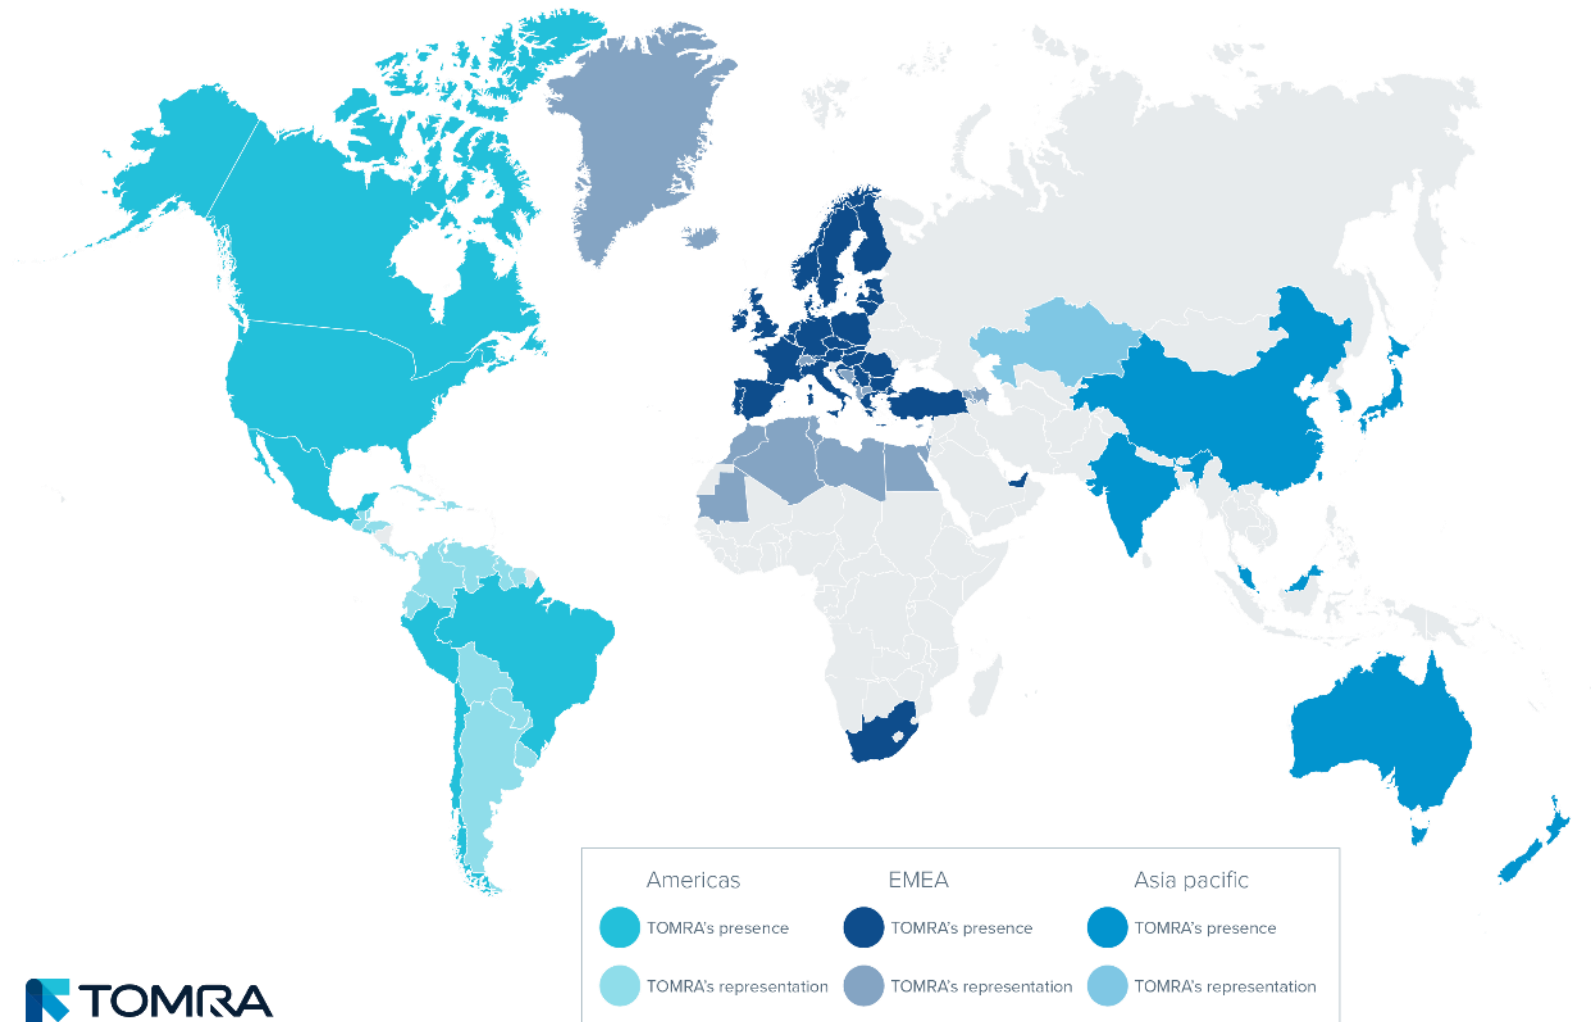 Americas EMEA Asia pacific
TOMRA's presence TOMRA's presence TOMRA's presence
TOMRA's representation TOMRA's representation TOMRA's representation
TOMRA